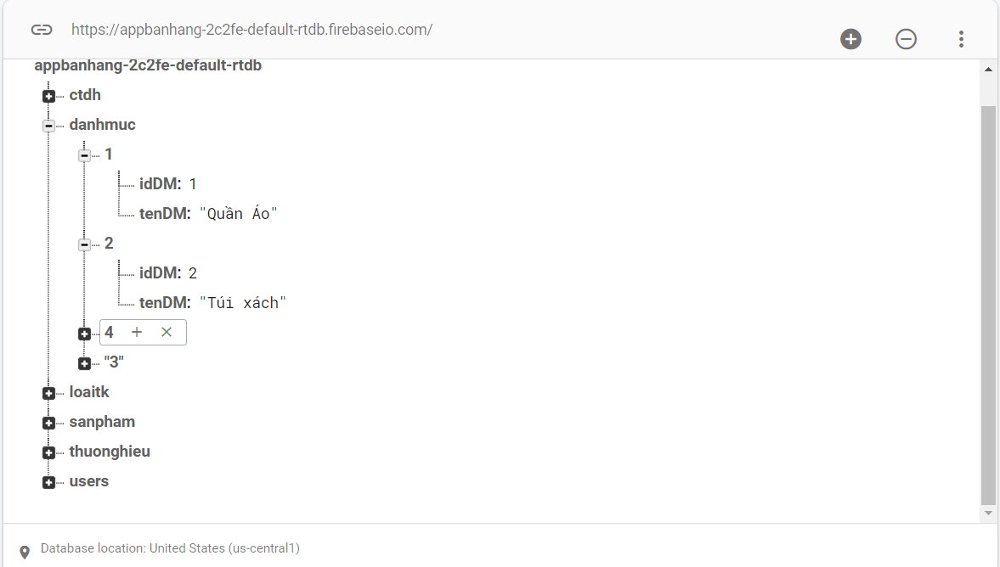 https://appbanhang-2c2fe-default-rtdb.firebaseio.com/
appbanhang-2c2fe-default-rtdb
ctdh
danhmuc
1
idDM: 1
tenDM: "Quần Áo"
2
idDM: 2
tenDM: "Túi xách"
4
"3"
loaitk
sanpham
thuonghieu
users
Database location: United States (us-central1)